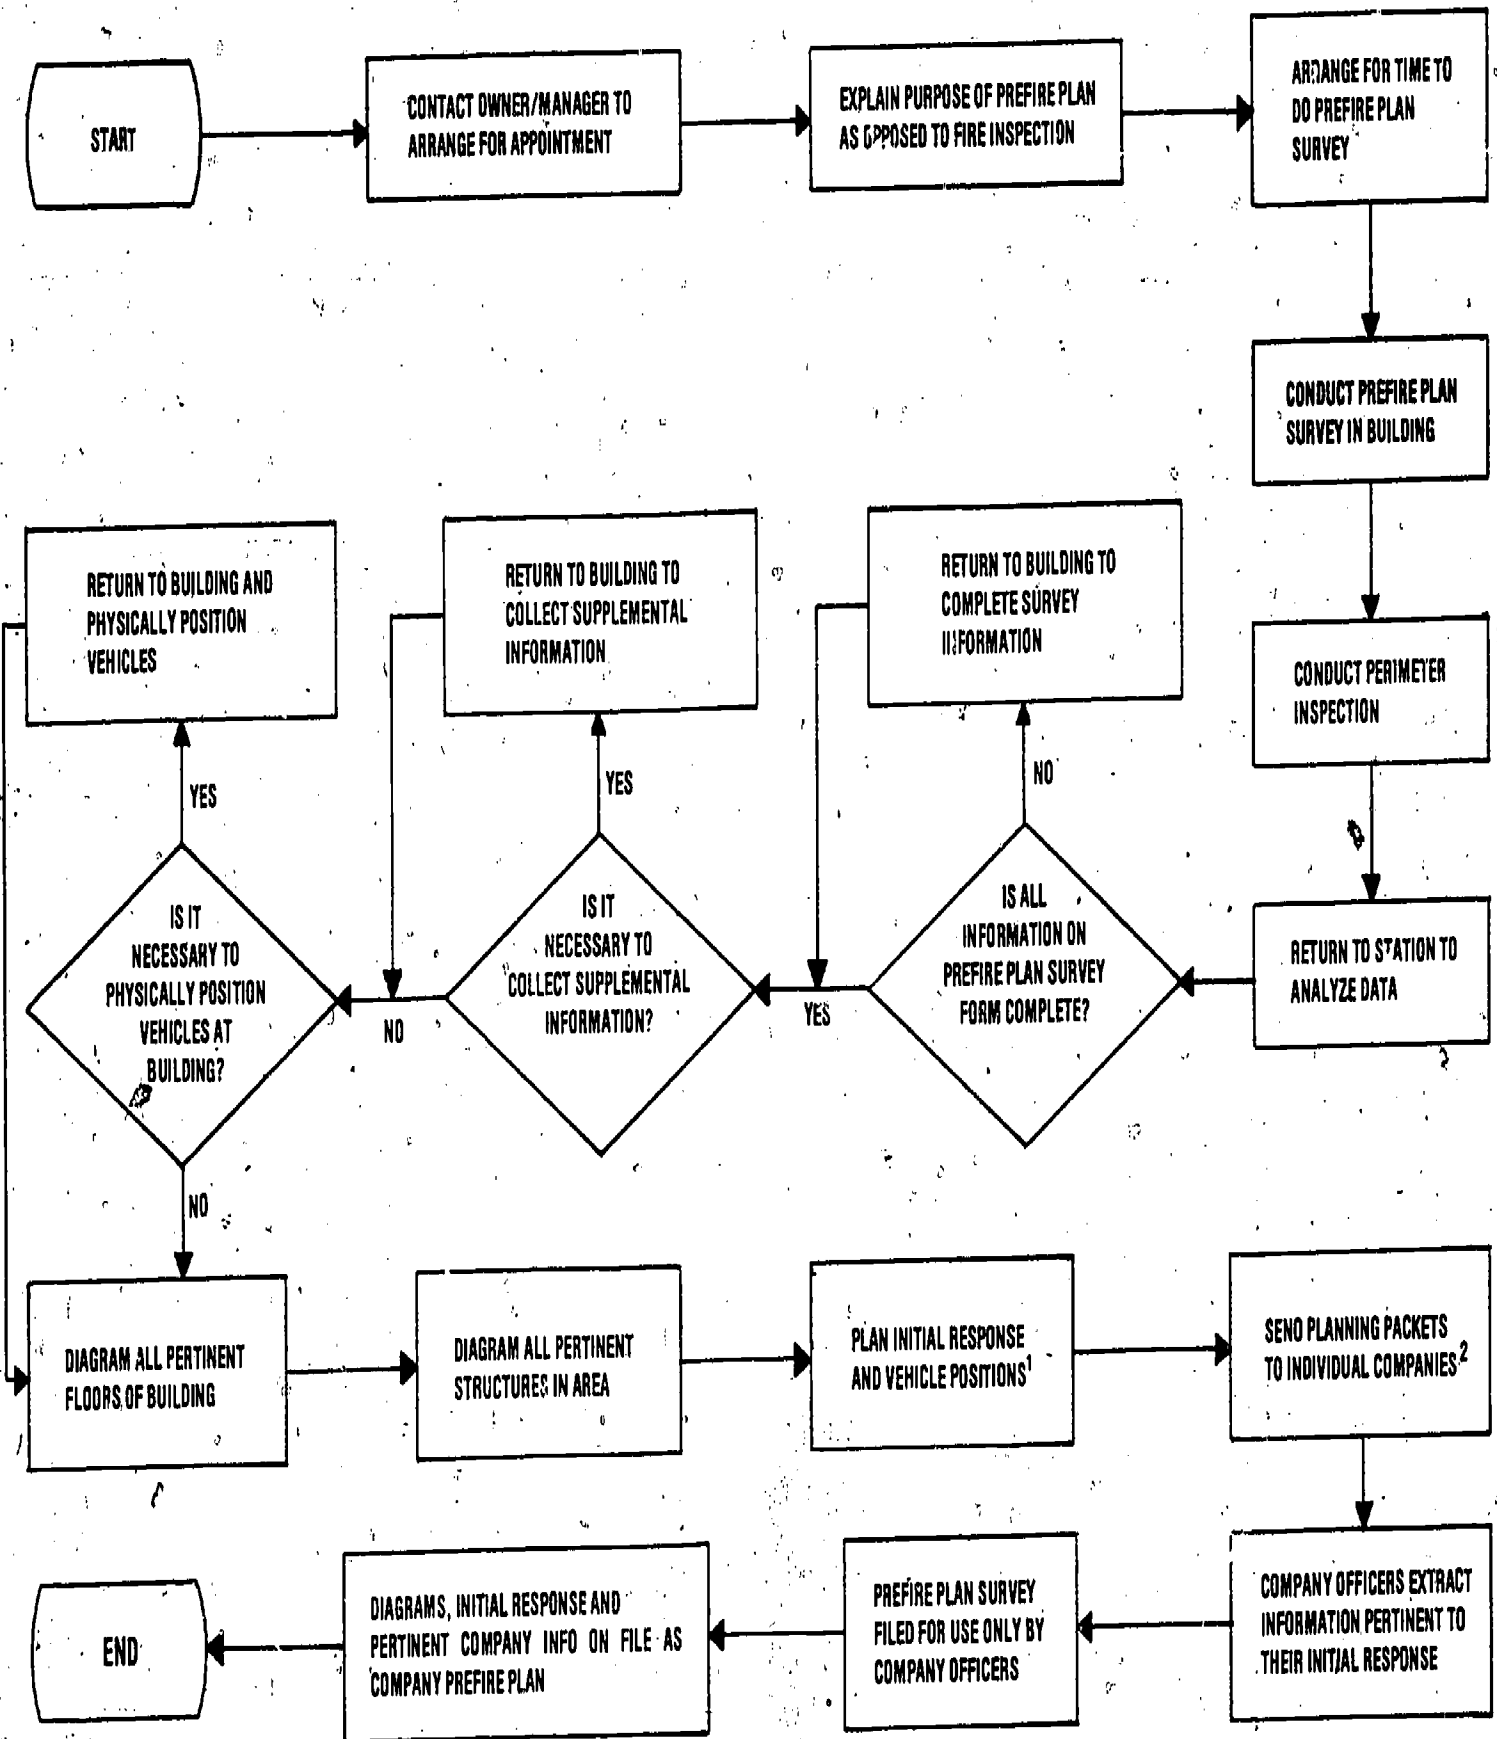 START
CONTACT OWNER/MANAGER TO
ARRANGE FOR APPOINTMENT
EXPLAIN PURPOSE OF PREFIRE PLAN
AS OPPOSED TO FIRE INSPECTION
ARRANGE FOR TIME TO
DO PREFIRE PLAN
SURVEY
CONDUCT PREFIRE PLAN
SURVEY IN BUILDING
CONDUCT PERIMETER
INSPECTION
RETURN TO STATION TO
ANALYZE DATA
RETURN TO BUILDING TO
COMPLETE SURVEY
INFORMATION
NO
IS ALL
INFORMATION ON
PREFIRE PLAN SURVEY
FORM COMPLETE?
YES
RETURN TO BUILDING TO
COLLECT SUPPLEMENTAL
INFORMATION
YES
IS IT
NECESSARY TO
COLLECT SUPPLEMENTAL
INFORMATION?
NO
RETURN TO BUILDING AND
PHYSICALLY POSITION
VEHICLES
YES
IS IT
NECESSARY TO
PHYSICALLY POSITION
VEHICLES AT
BUILDING?
NO
DIAGRAM ALL PERTINENT
FLOORS OF BUILDING
DIAGRAM ALL PERTINENT
STRUCTURES IN AREA
PLAN INITIAL RESPONSE
AND VEHICLE POSITIONS1
SEND PLANNING PACKETS
TO INDIVIDUAL COMPANIES2
COMPANY OFFICERS EXTRACT
INFORMATION PERTINENT TO
THEIR INITIAL RESPONSE
PREFIRE PLAN SURVEY
FILED FOR USE ONLY BY
COMPANY OFFICERS
DIAGRAMS, INITIAL RESPONSE AND
PERTINENT COMPANY INFO ON FILE AS
COMPANY PREFIRE PLAN
END